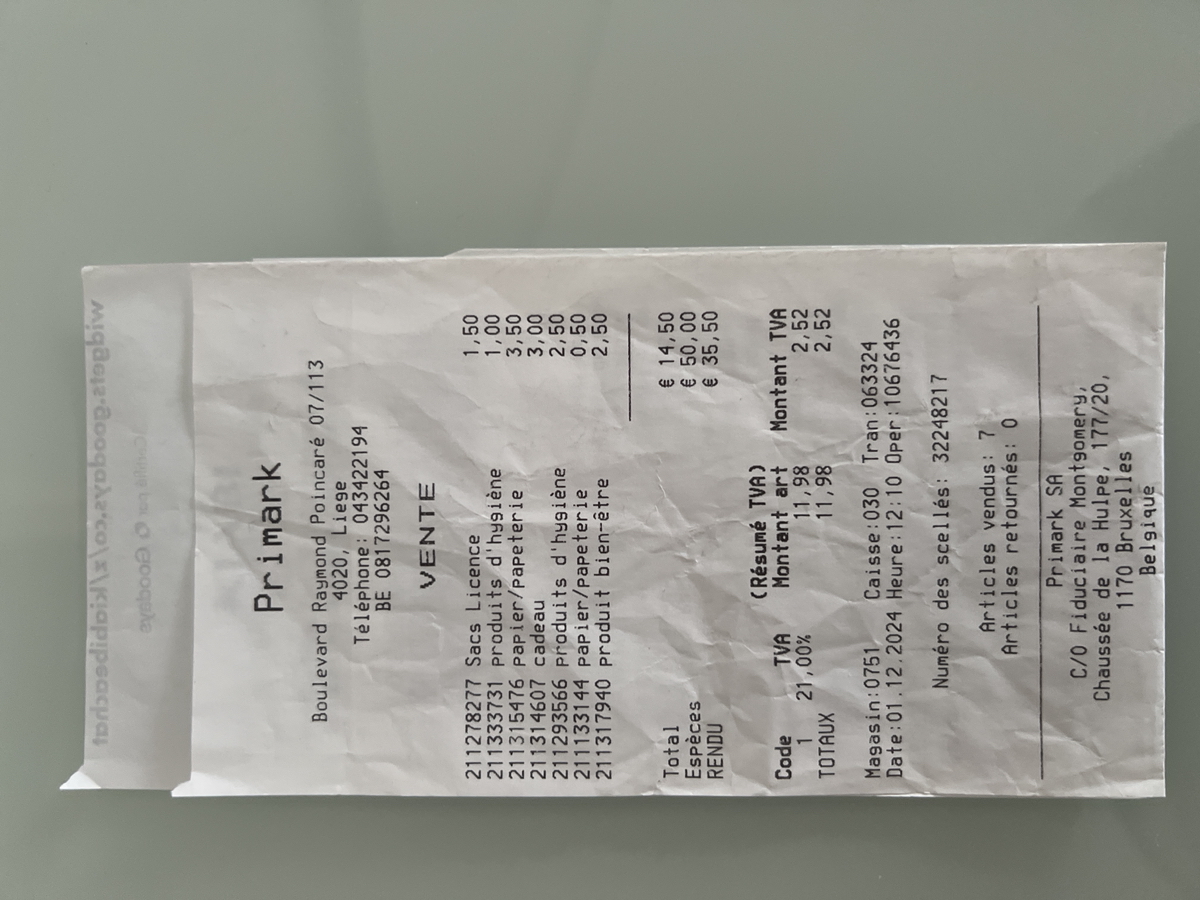 Primark
Boulevard Raymond Poincaré 07/113
4020, Liege
Téléphone: 043422194
BE 0817296264
VENTE
211278277 Sacs Licence 1,50
211333731 Produits d'hygiène 1,00
211315476 Papier/Papeterie 3,50
211314607 cadeau 3,00
211293566 Produits d'hygiène 2,50
211133144 Papier/Papeterie 0,50
211317940 Produit bien-être 2,50
Total € 14,50
Espèces € 50,00
RENDU € 35,50
(Résumé TVA)
Code TVA Montant art Montant TVA
1 21,00% 11,98 2,52
TOTAUX 11,98 2,52
Magasin:0751 Caisse:030 Tran:063324
Date:01.12.2024 Heure:12:10 Oper:10676436
Numéro des scellés: 32248217
Articles vendus: 7
Articles retournés: 0
Primark SA
C/O Fiduciaire Montgomery,
Chaussée de la Hulpe, 177/20,
1170 Bruxelles
Belgique
widgets.goodays.co/z/kiabibeachat